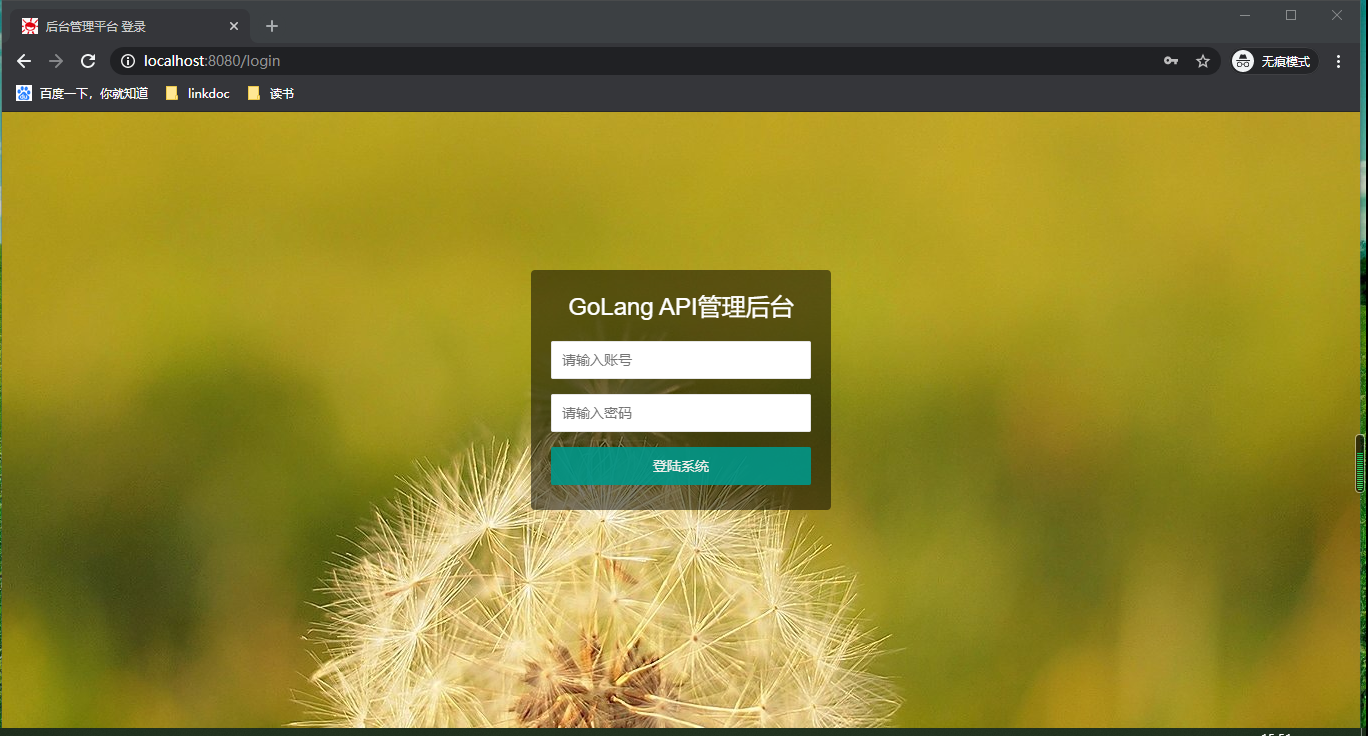 后台管理平台 登录
localhost:8080/login
无痕模式
百度一下，你就知道
linkdoc
读书
GoLang API管理后台
请输入账号
请输入密码
登陆系统